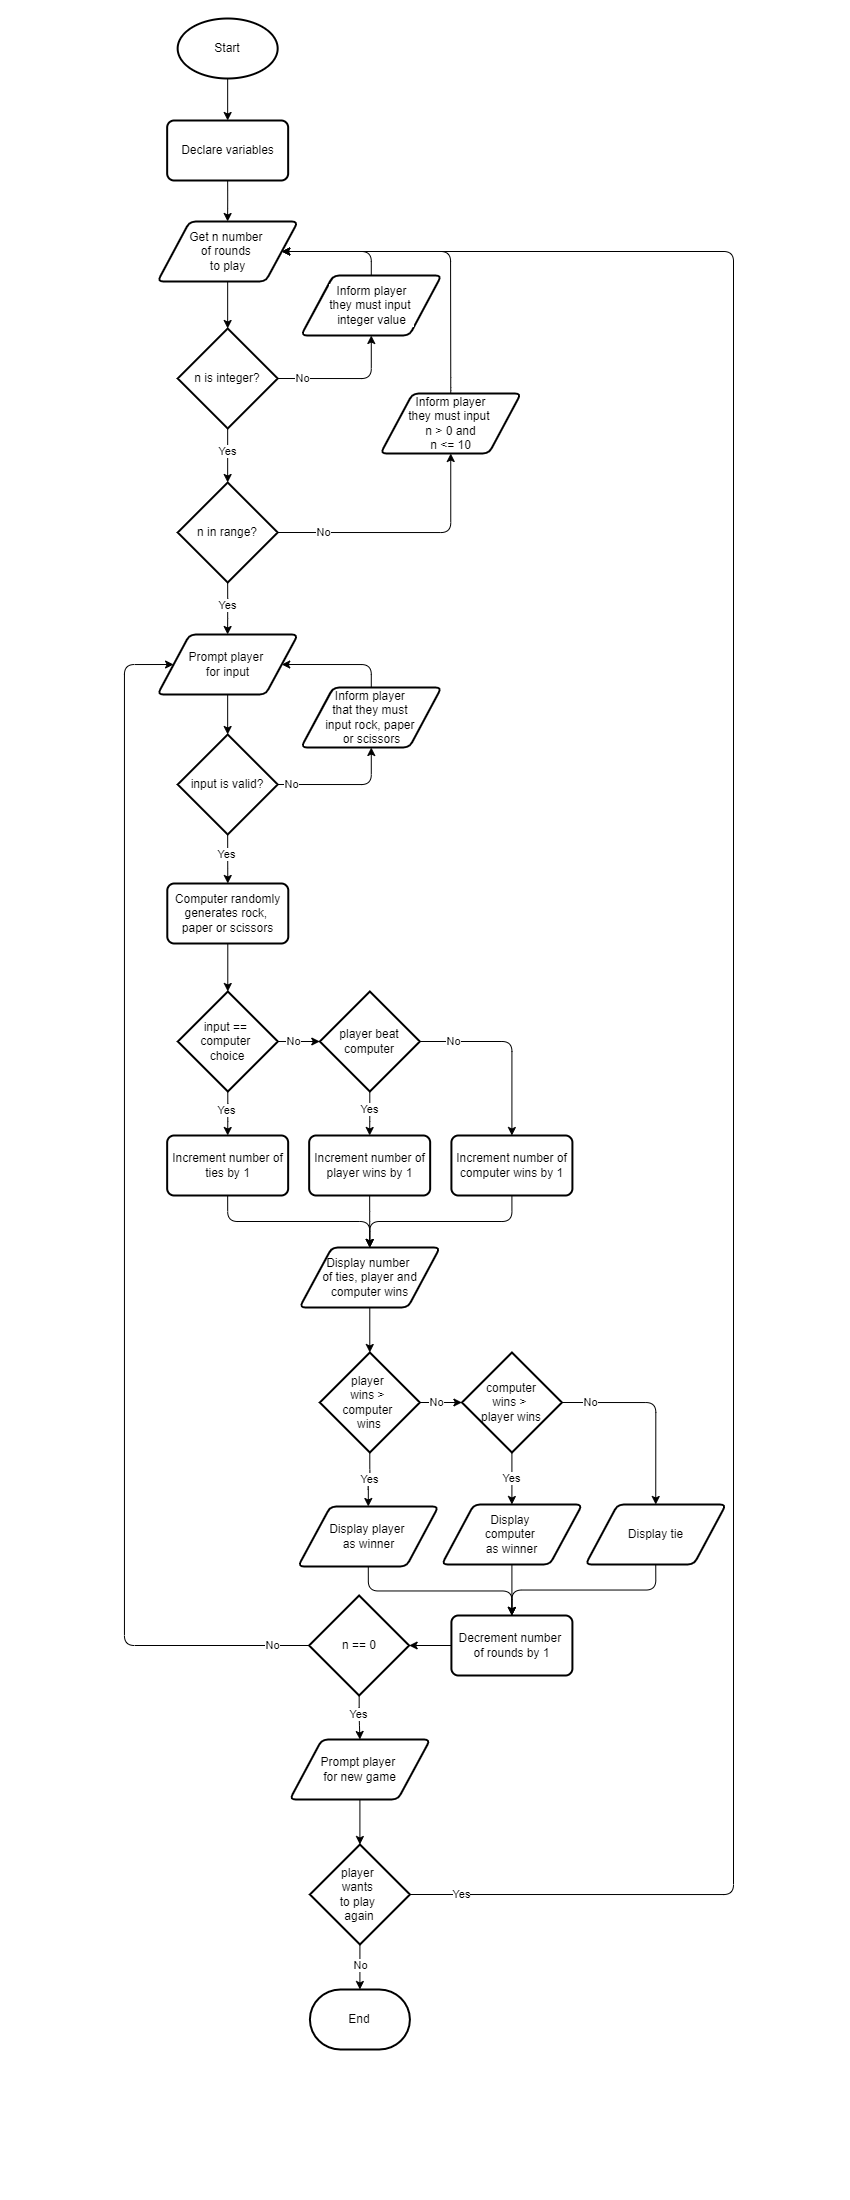 Start
Declare variables
Get n number
of rounds
to play
Inform player
they must input
integer value
n is integer?
No
Inform player
they must input
n > 0 and
n <= 10
Yes
n in range?
No
Yes
Prompt player
for input
Inform player
that they must
input rock, paper
or scissors
input is valid?
No
Yes
Computer randomly
generates rock,
paper or scissors
input ==
computer
choice
No
player beat
computer
No
Yes
Yes
Increment number of
ties by 1
Increment number of
player wins by 1
Increment number of
computer wins by 1
Display number
of ties, player and
computer wins
player
wins >
computer
wins
No
computer
wins >
player wins
No
Yes
Yes
Display player
as winner
Display
computer
as winner
Display tie
No
n == 0
Decrement number
of rounds by 1
Yes
Prompt player
for new game
player
wants
to play
again
Yes
No
End